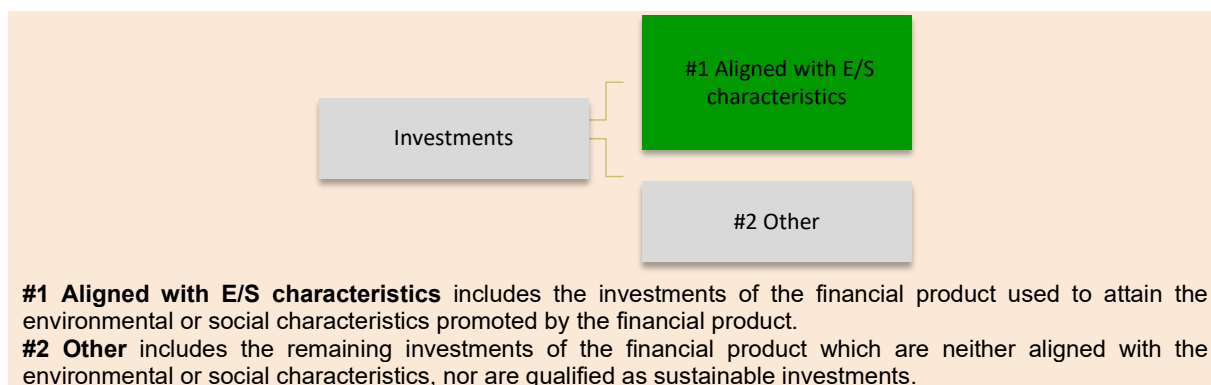 #1 Aligned with E/S
characteristics
Investments
#2 Other
#1 Aligned with E/S characteristics includes the investments of the financial product used to attain the
environmental or social characteristics promoted by the financial product.
#2 Other includes the remaining investments of the financial product which are neither aligned with the
environmental or social characteristics, nor are qualified as sustainable investments.